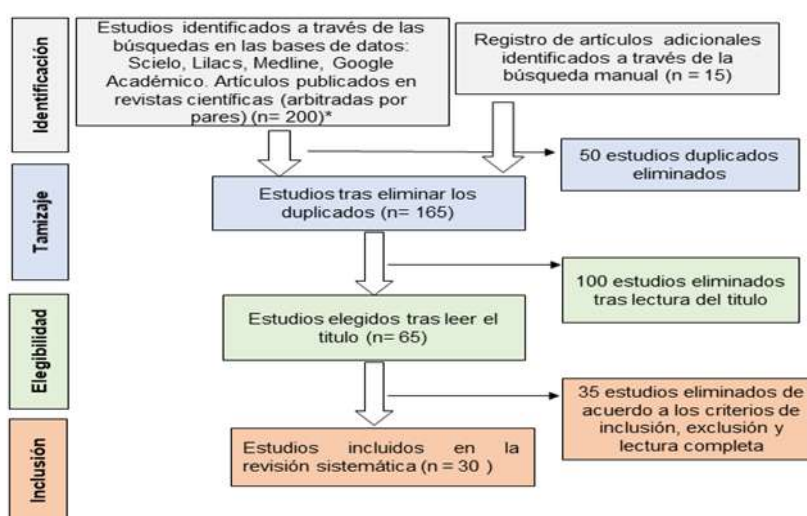 Identificación
Estudios identificados a través de las
búsquedas en las bases de datos:
Scielo, Lilacs, Medline, Google
Académico. Artículos publicados en
revistas científicas (arbitradas por
pares) (n= 200)*
Registro de artículos adicionales
identificados a través de la
búsqueda manual (n = 15)
50 estudios duplicados
eliminados
Tamizaje
Estudios tras eliminar los
duplicados (n= 165)
100 estudios eliminados
tras lectura del titulo
Elegibilidad
Estudios elegidos tras leer el
titulo (n= 65)
35 estudios eliminados de
acuerdo a los criterios de
inclusión, exclusión y
lectura completa
Inclusión
Estudios incluidos en la
revisión sistemática (n = 30 )